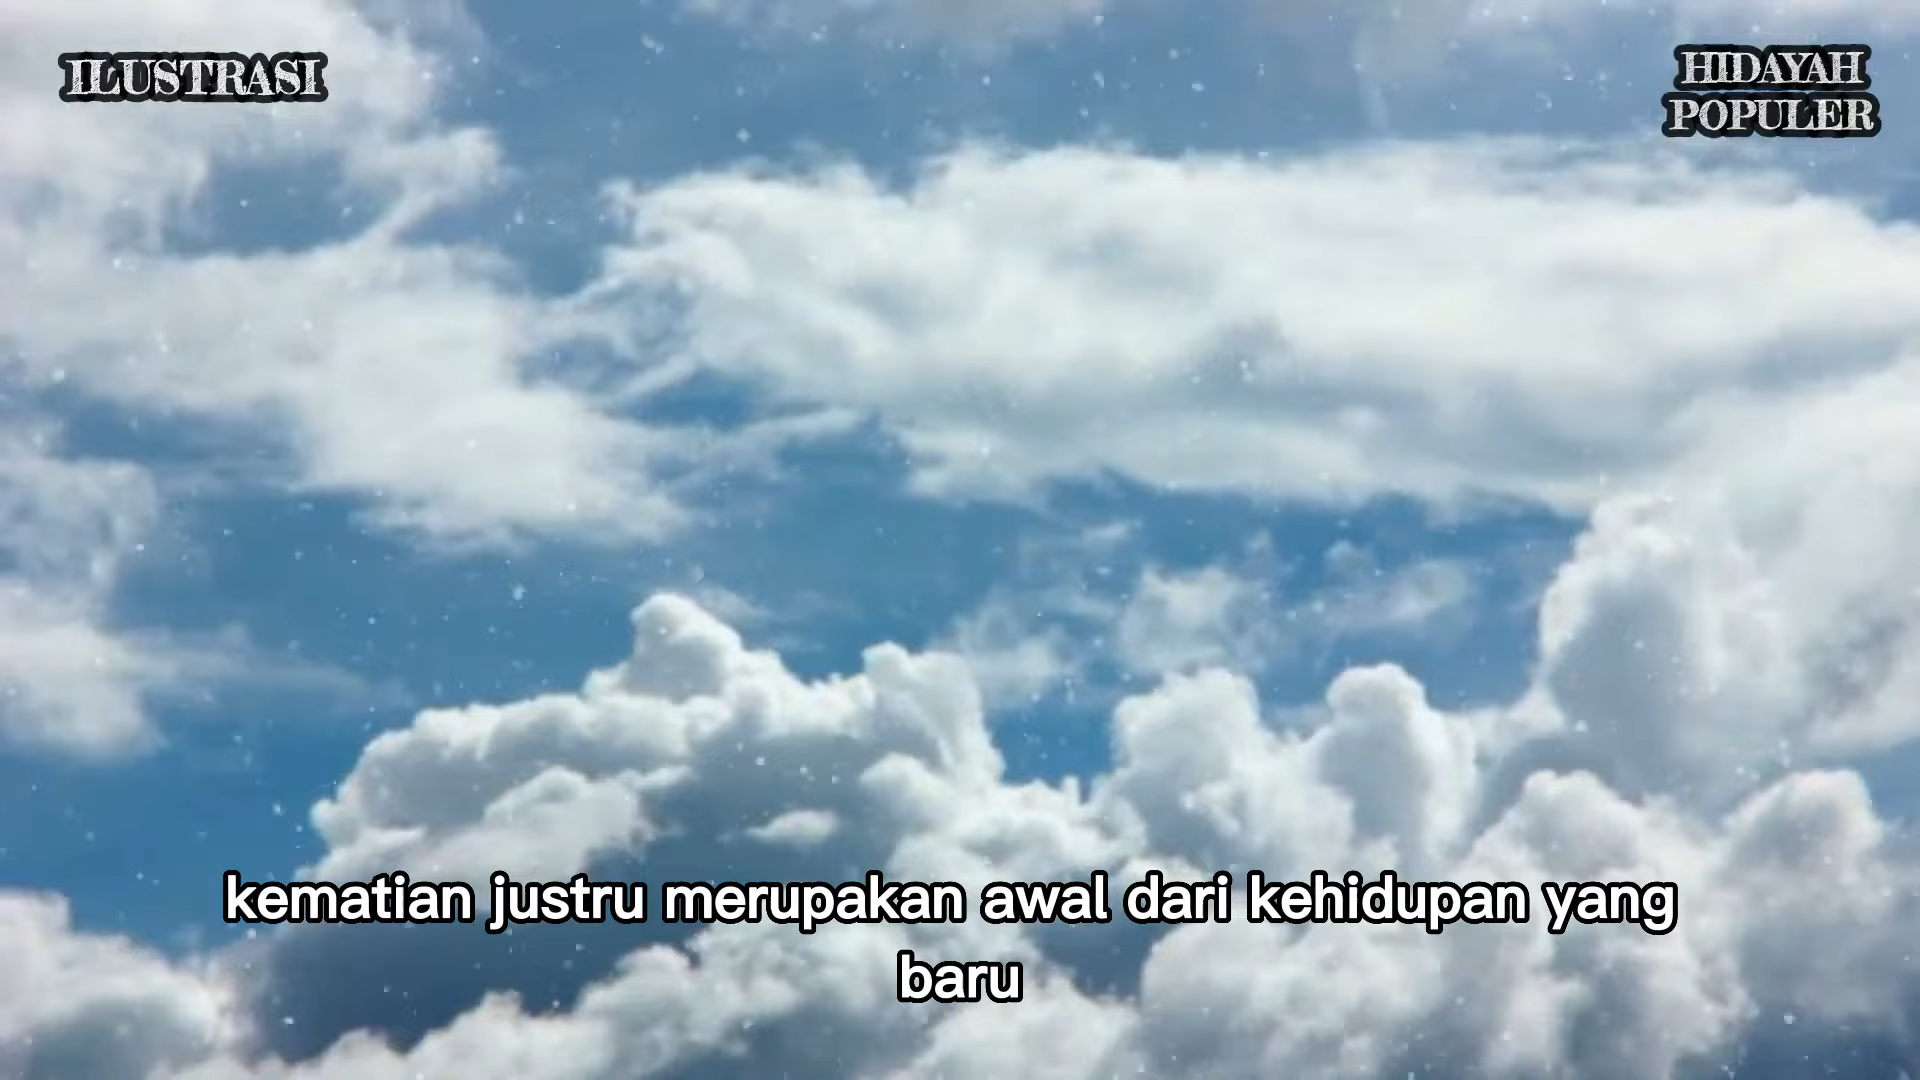 ILUSTRASI
HIDAYAH
POPULER
kematian justru merupakan awal dari kehidupan yang
baru